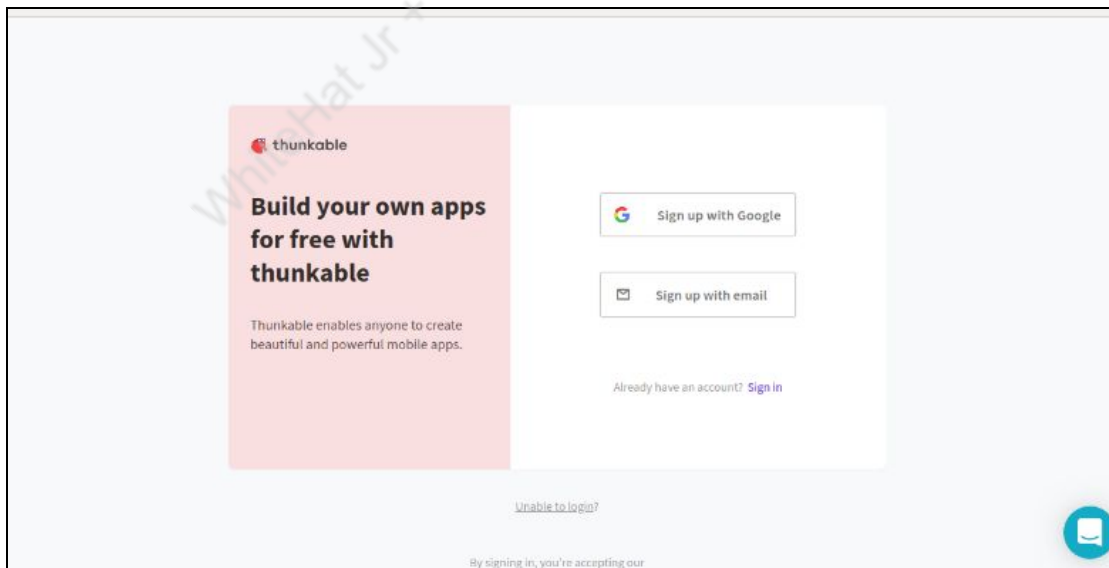 WhiteHat Jr +
thunkable
Build your own apps
for free with
thunkable
Thunkable enables anyone to create
beautiful and powerful mobile apps.
Sign up with Google
Sign up with email
Already have an account? Sign in
Unable to login?
By signing in, you're accepting our